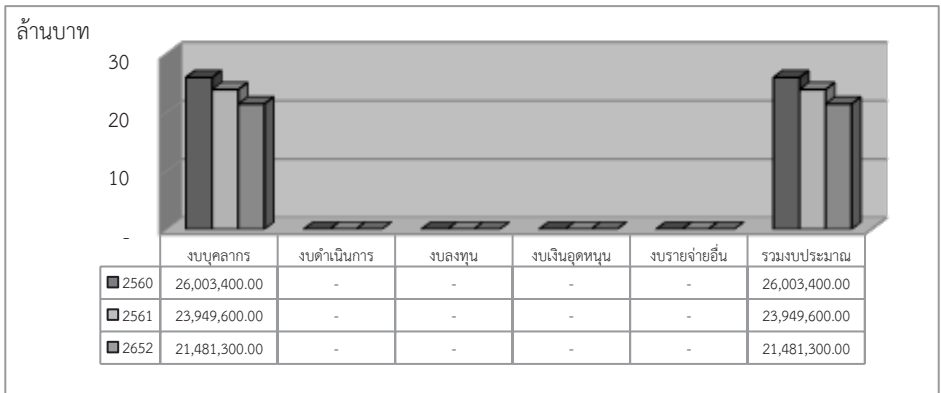 ล้านบาท
30
20
10
-
งบบุคลากร งบดำเนินการ งบลงทุน งบเงินอุดหนุน งบรายจ่ายอื่น รวมงบประมาณ
2560 26,003,400.00 - - - - 26,003,400.00
2561 23,949,600.00 - - - - 23,949,600.00
2652 21,481,300.00 - - - - 21,481,300.00